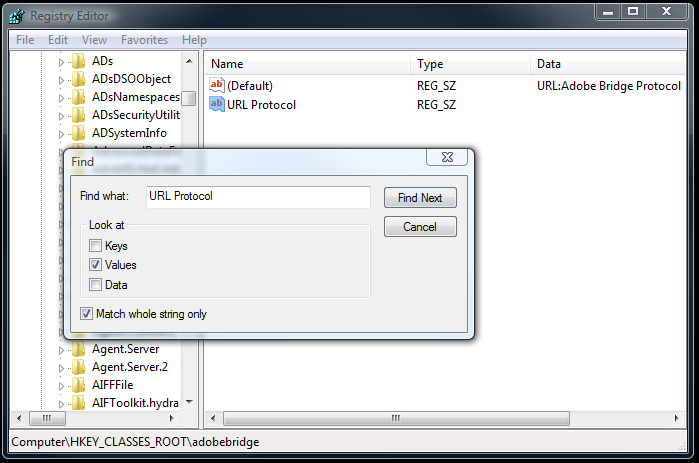 Registry Editor
File Edit View Favorites Help
ADs
ADsDSOObject
ADsNamespaces
ADsSecurityUtilit
ADSystemInfo
Name Type Data
(Default) REG_SZ URL:Adobe Bridge Protocol
URL Protocol REG_SZ
Find
Find what: URL Protocol
Find Next
Cancel
Look at
Keys
Values
Data
Match whole string only
Agent.Server
Agent.Server.2
AIFFFile
AIFToolkit.hydra
Computer\HKEY_CLASSES_ROOT\adobebridge